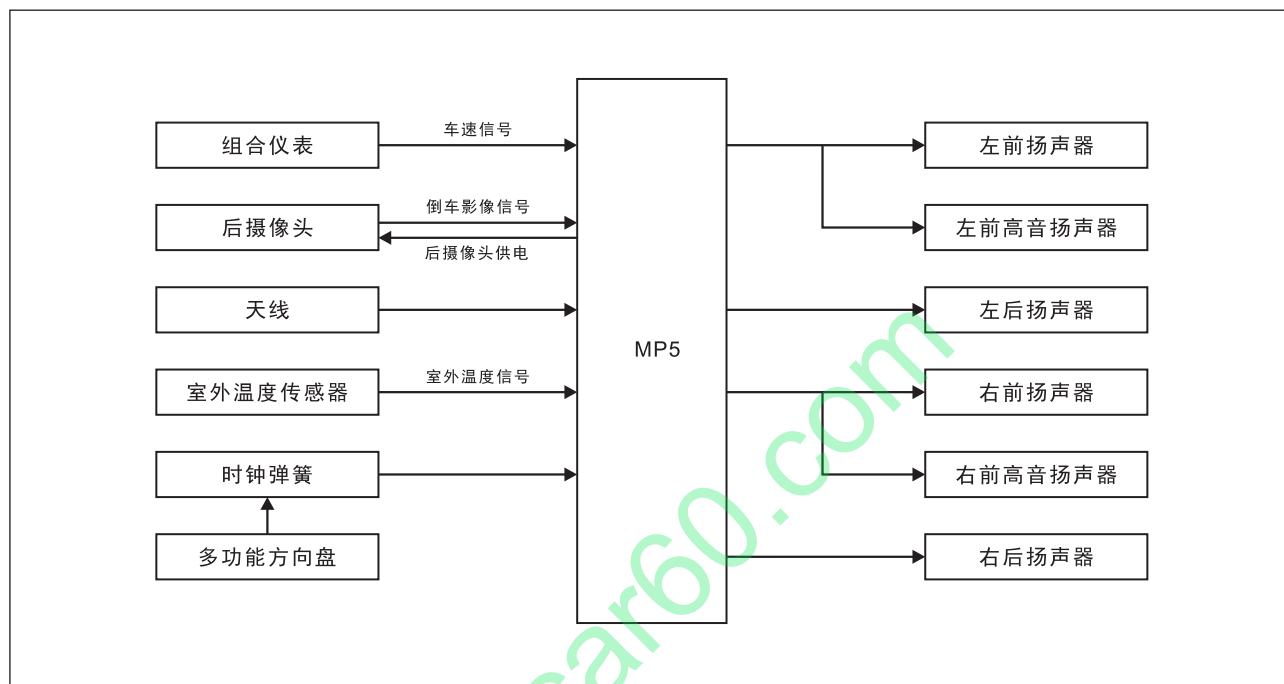 组合仪表
车速信号
左前扬声器
后摄像头
倒车影像信号
后摄像头供电
左前高音扬声器
天线
左后扬声器
MP5
室外温度传感器
室外温度信号
右前扬声器
时钟弹簧
右前高音扬声器
多功能方向盘
右后扬声器
car60.com